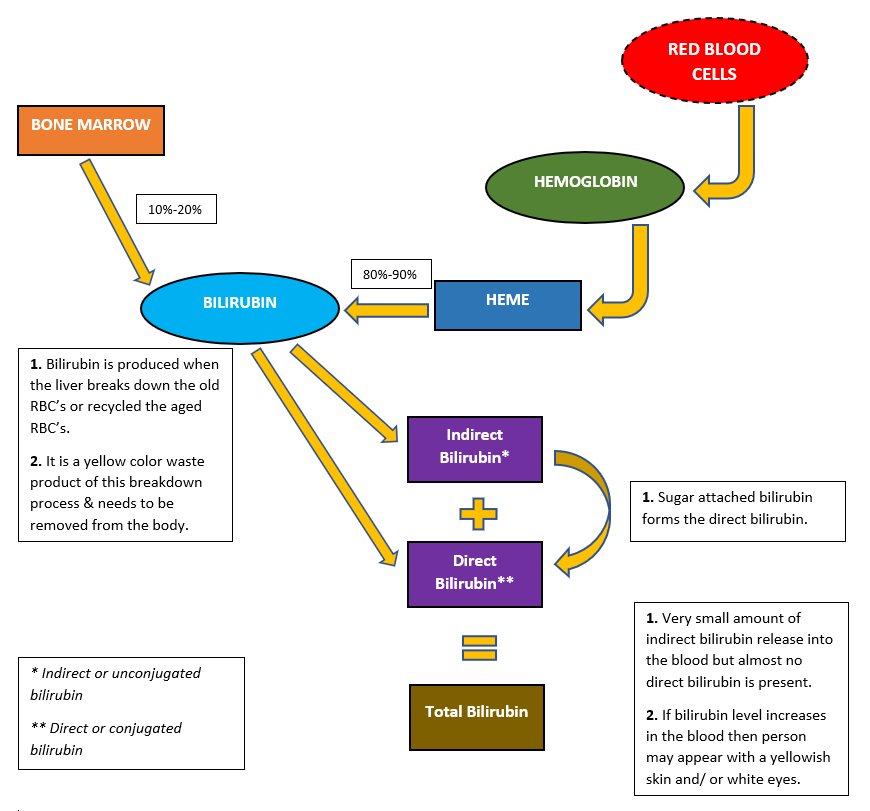 RED BLOOD
CELLS
BONE MARROW
HEMOGLOBIN
10%-20%
80%-90%
BILIRUBIN
HEME
1. Bilirubin is produced when
the liver breaks down the old
RBC’s or recycled the aged
RBC’s.
2. It is a yellow color waste
product of this breakdown
process & needs to be
removed from the body.
Indirect
Bilirubin*
1. Sugar attached bilirubin
forms the direct bilirubin.
Direct
Bilirubin**
1. Very small amount of
indirect bilirubin release into
the blood but almost no
direct bilirubin is present.
2. If bilirubin level increases
in the blood then person
may appear with a yellowish
skin and/ or white eyes.
* Indirect or unconjugated
bilirubin
** Direct or conjugated
bilirubin
Total Bilirubin